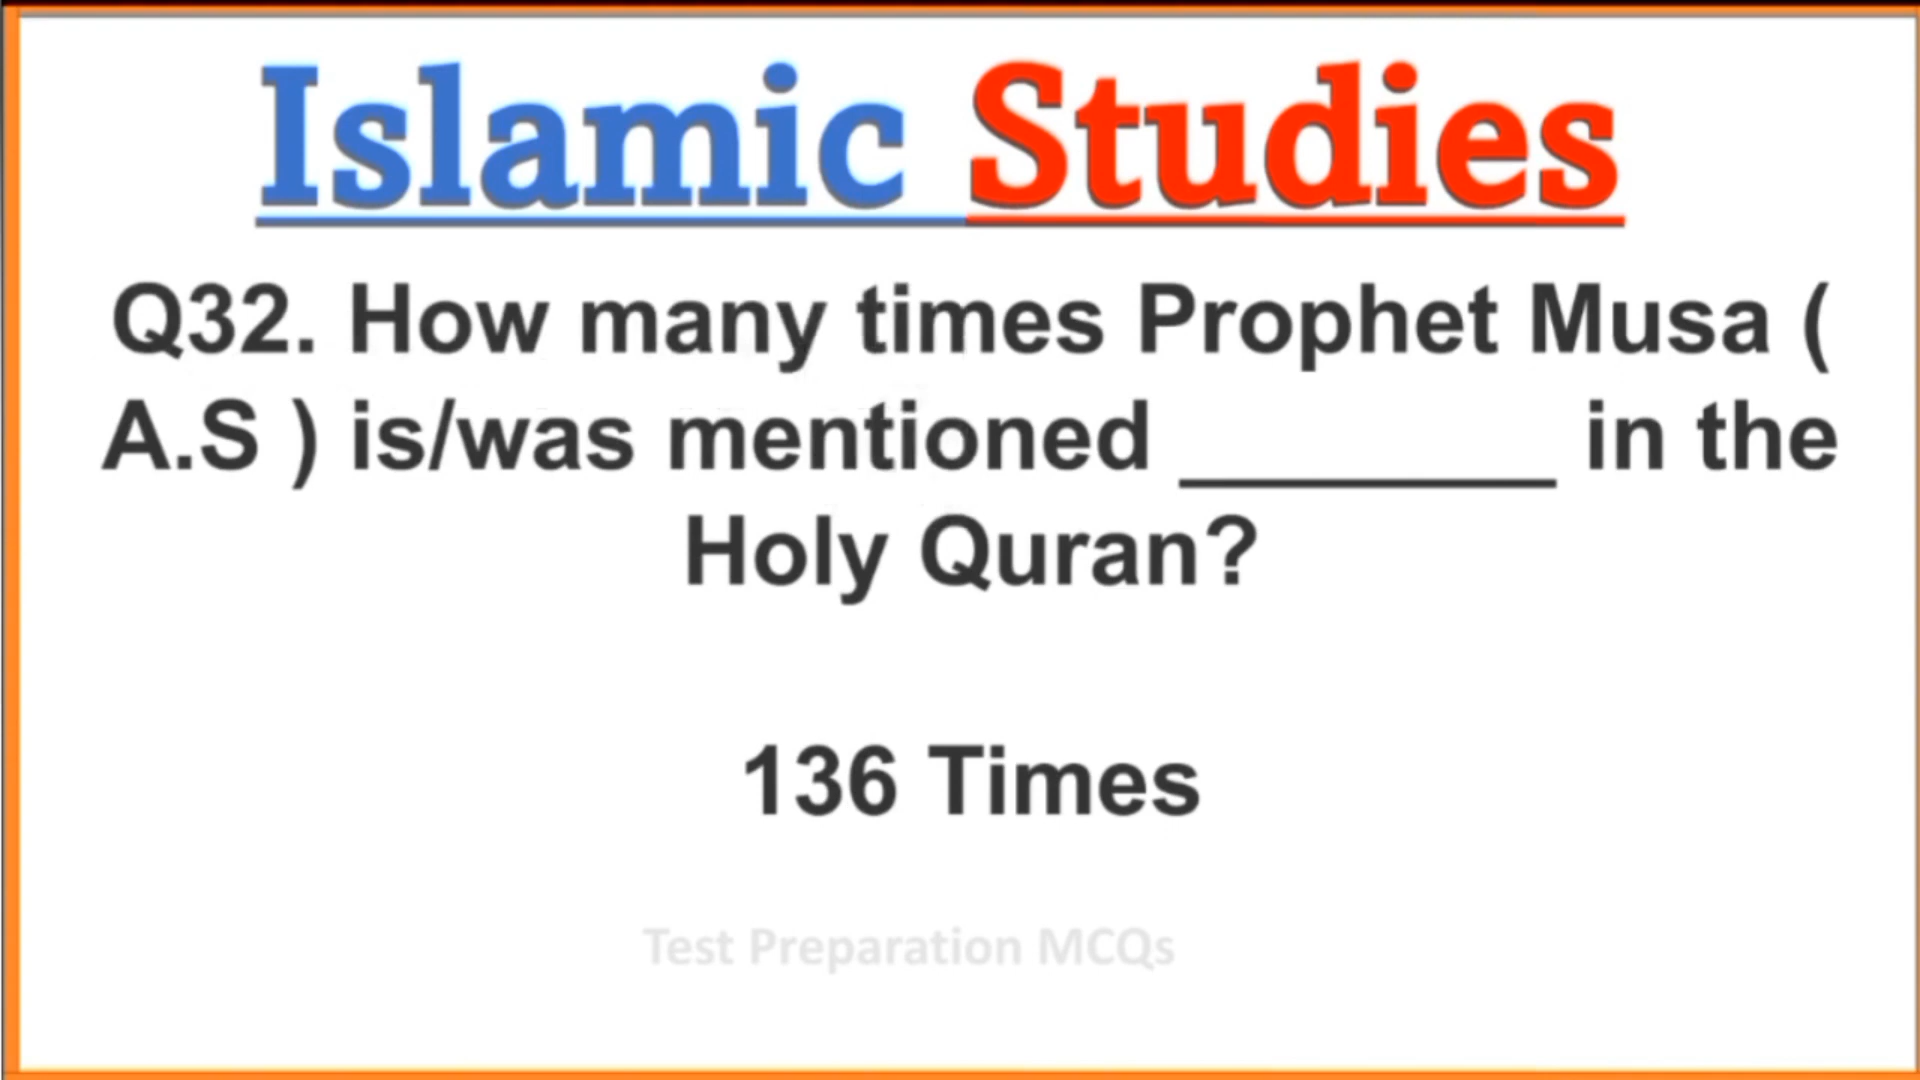 Islamic Studies
Q32. How many times Prophet Musa (
A.S ) is/was mentioned ________ in the
Holy Quran?
136 Times
Test Preparation MCQs